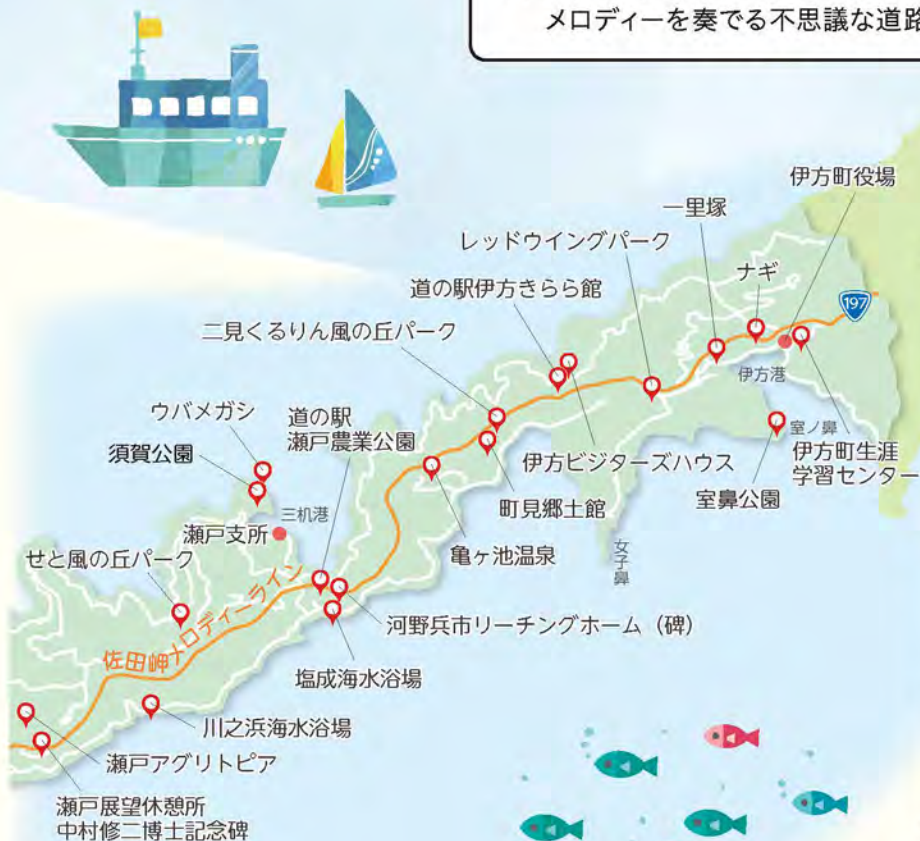 メロディーを奏でる不思議な道路
伊方町役場
一里塚
レッドウイングパーク
ナギ
道の駅伊方きらら館
197
二見くるりん風の丘パーク
伊方港
ウバメガシ
道の駅
瀬戸農業公園
須賀公園
室ノ鼻
伊方町生涯
学習センター
伊方ビジターズハウス
室鼻公園
町見郷土館
三机港
瀬戸支所
女子鼻
亀ヶ池温泉
せと風の丘パーク
佐田岬メロディーライン
河野兵市リーチングホーム（碑）
塩成海水浴場
川之浜海水浴場
瀬戸アグリトピア
瀬戸展望休憩所
中村修二博士記念碑